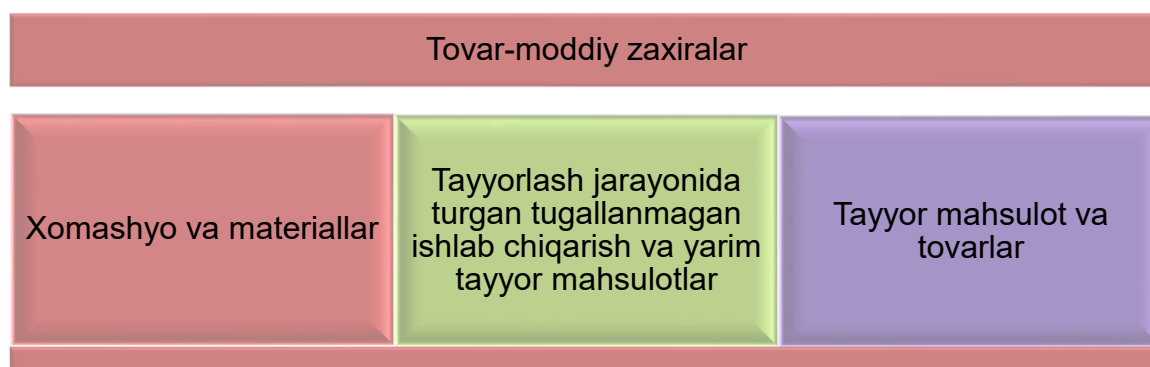 Tovar-moddiy zaxiralar
Xomashyo va materiallar
Tayyorlash jarayonida
turgan tugallanmagan
ishlab chiqarish va yarim
tayyor mahsulotlar
Tayyor mahsulot va
tovarlar